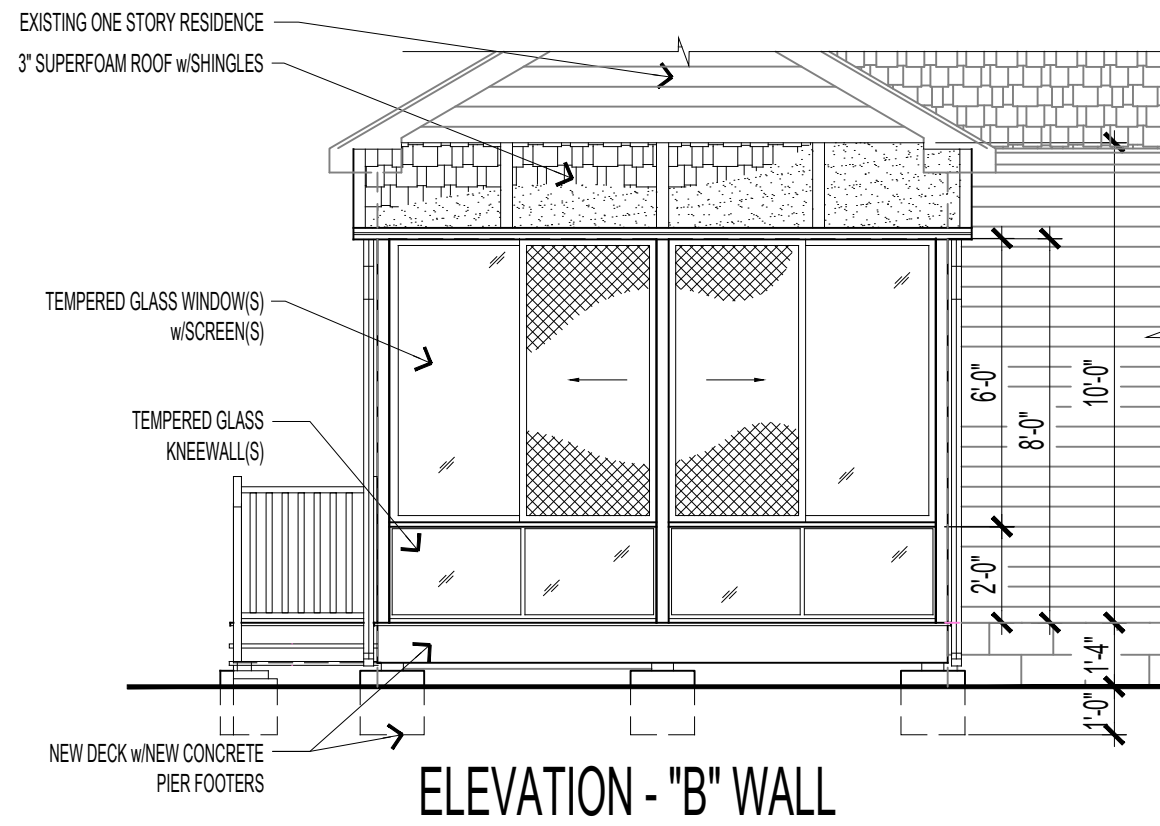 EXISTING ONE STORY RESIDENCE
3" SUPERFOAM ROOF w/SHINGLES
TEMPERED GLASS WINDOW(S)
w/SCREEN(S)
TEMPERED GLASS
KNEEWALL(S)
6'-0"
8'-0"
10'-0"
2'-0"
1'-4"
1'-0"
NEW DECK w/NEW CONCRETE
PIER FOOTERS
ELEVATION - "B" WALL